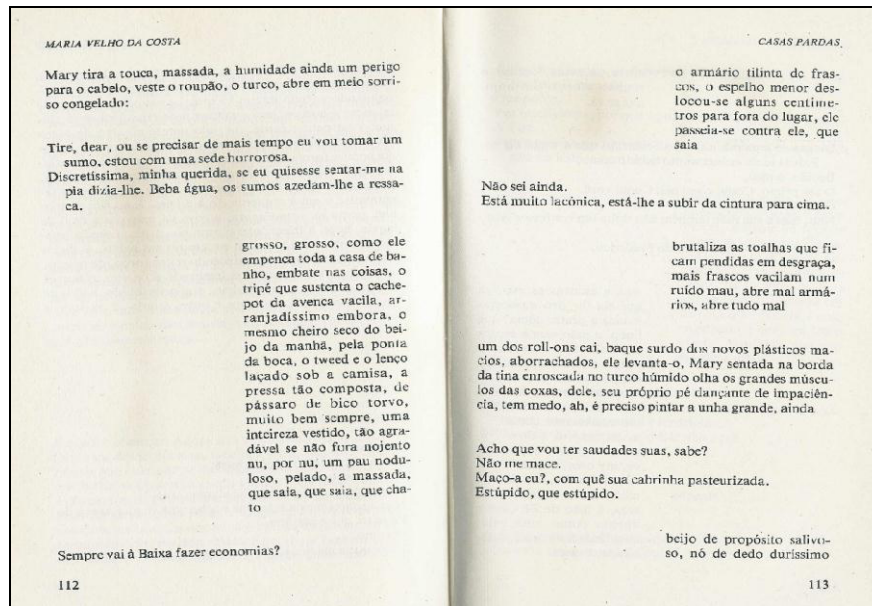 MARIA VELHO DA COSTA
Mary tira a touca, massada, a humidade ainda um perigo
para o cabelo, veste o roupão, o turco, abre em meio sorri-
so congelado:
Tire, dear, ou se precisar de mais tempo eu vou tomar um
sumo, estou com uma sede horrorosa.
Discretíssima, minha querida, se eu quisesse sentar-me na
pia dizia-lhe. Beba água, os sumos azedam-lhe a ressa-
ca.
grosso, grosso, como ele
empenca toda a casa de ba-
nho, embate nas coisas, o
tripé que sustenta o cache-
pot da avenca vacila, ar-
ranjadíssimo embora, o
mesmo cheiro seco do bei-
jo da manhã, pela ponta
da boca, o tweed e o lenço
laçado sob a camisa, a
pressa tão composta, de
pássaro de bico torvo,
muito bem sempre, uma
inteireza vestido, tão agra-
dável se não fora nojento
nu, por nu, um pau nodu-
loso, pelado, a massada,
que saia, que saia, que cha-
to
Sempre vai à Baixa fazer economias?
112
CASAS PARDAS
o armário tilinta de fras-
cos, o espelho menor des-
locou-se alguns centíme-
tros para fora do lugar, ele
passeia-se contra ele, que
saia
Não sei ainda.
Está muito lacónica, está-lhe a subir da cintura para cima.
brutaliza as toalhas que fi-
cam pendidas em desgraça,
mais frascos vacilam num
ruído mau, abre mal armá-
rios, abre tudo mal
um dos roll-ons cai, baque surdo dos novos plásticos ma-
cios, aborrachados, ele levanta-o, Mary sentada na borda
da tina enroscada no turco húmido olha os grandes múscu-
los das coxas, dele, seu próprio pé dançante de impaciên-
cia, tem medo, ah, é preciso pintar a unha grande, ainda
Acho que vou ter saudades suas, sabe?
Não me mace.
Maço-a eu?, com quê sua cabrinha pasteurizada.
Estúpido, que estúpido.
beijo de propósito salivo-
so, nó de dedo duríssimo
113